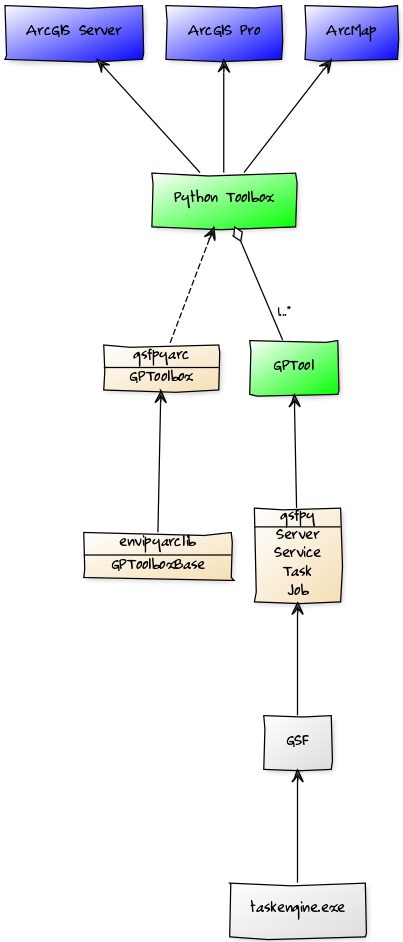 ArcGIS Server
ArcGIS Pro
ArcMap
Python Toolbox
1..*
gsfpyarc
GPToolbox
GPTool
envipyarclib
GPToolboxBase
gsfpy
Server
Service
Task
Job
GSF
taskengine.exe